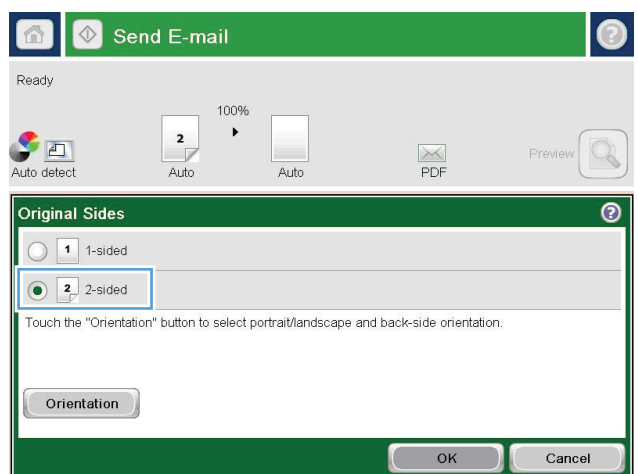 Send E-mail
Ready
100%
2
Auto detect
Auto
Auto
PDF
Preview
Original Sides
1 1-sided
2 2-sided
Touch the "Orientation" button to select portrait/landscape and back-side orientation.
Orientation
OK
Cancel